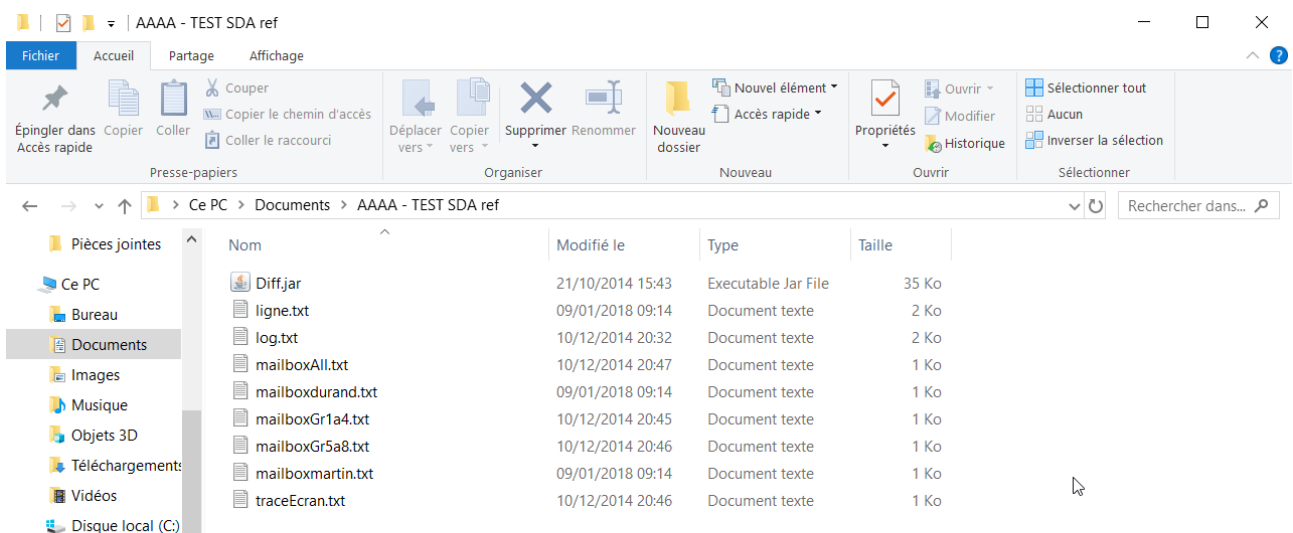 AAAA - TEST SDA ref
Fichier Accueil Partage Affichage
Épingler dans Accès rapide
Copier
Coller
Couper
Copier le chemin d'accès
Coller le raccourci
Presse-papiers
Déplacer vers
Copier vers
Supprimer
Renommer
Organiser
Nouveau dossier
Nouvel élément
Accès rapide
Nouveau
Propriétés
Ouvrir
Modifier
Historique
Ouvrir
Sélectionner tout
Aucun
Inverser la sélection
Sélectionner
Ce PC > Documents > AAAA - TEST SDA ref
Rechercher dans...
Pièces jointes
Ce PC
Bureau
Documents
Images
Musique
Objets 3D
Téléchargements
Vidéos
Disque local (C:)
Nom Modifié le Type Taille
Diff.jar 21/10/2014 15:43 Executable Jar File 35 Ko
ligne.txt 09/01/2018 09:14 Document texte 2 Ko
log.txt 10/12/2014 20:32 Document texte 2 Ko
mailboxAll.txt 10/12/2014 20:47 Document texte 1 Ko
mailboxdurand.txt 09/01/2018 09:14 Document texte 1 Ko
mailboxGr1a4.txt 10/12/2014 20:45 Document texte 1 Ko
mailboxGr5a8.txt 10/12/2014 20:46 Document texte 1 Ko
mailboxmartin.txt 09/01/2018 09:14 Document texte 1 Ko
traceEcran.txt 10/12/2014 20:46 Document texte 1 Ko